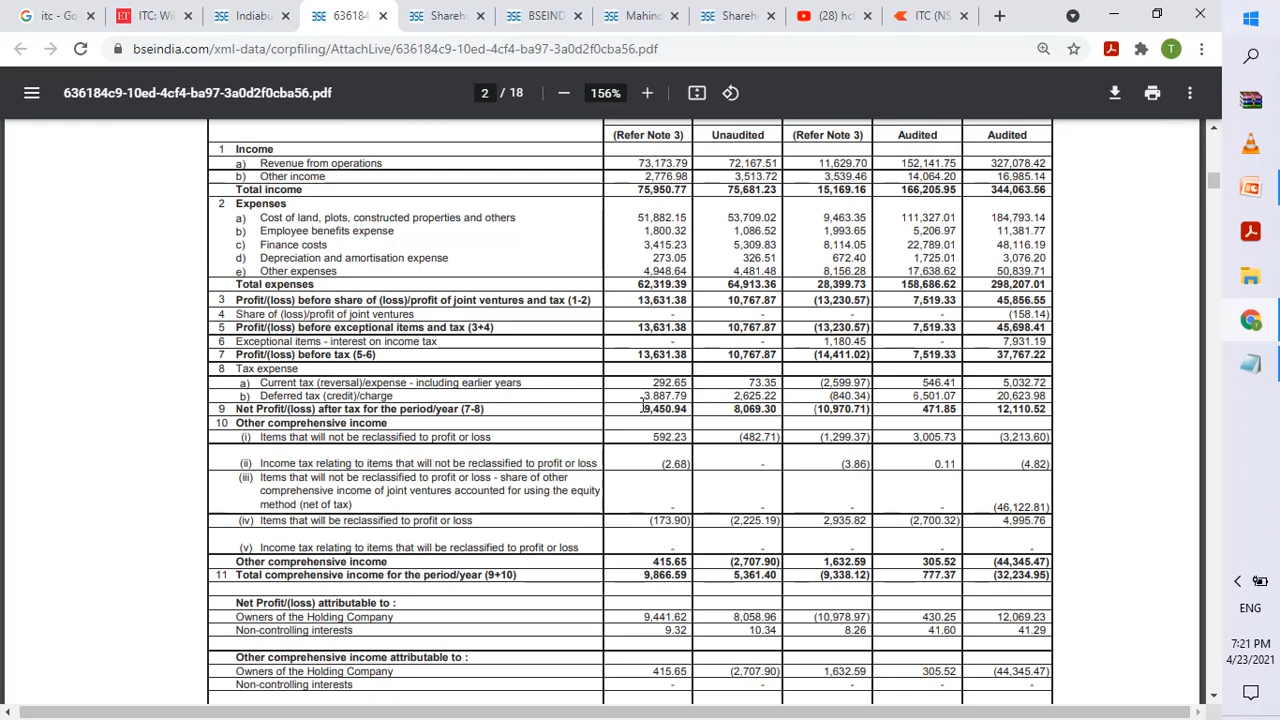 itc - Go
ET ITC: Wil
Indiabu
636184
Shareho
BSEIND
Mahind
Shareh
(28) hcl
ITC (NS
bseindia.com/xml-data/corpfiling/AttachLive/636184c9-10ed-4cf4-ba97-3a0d2f0cba56.pdf
T
636184c9-10ed-4cf4-ba97-3a0d2f0cba56.pdf 2 / 18 156%
(Refer Note 3) Unaudited (Refer Note 3) Audited Audited
1 Income
a) Revenue from operations 73,173.79 72,167.51 11,629.70 152,141.75 327,078.42
b) Other income 2,776.98 3,513.72 3,539.46 14,064.20 16,985.14
Total income 75,950.77 75,681.23 15,169.16 166,205.95 344,063.56
2 Expenses
a) Cost of land, plots, constructed properties and others 51,882.15 53,709.02 9,463.35 111,327.01 184,793.14
b) Employee benefits expense 1,800.32 1,086.52 1,993.65 5,206.97 11,381.77
c) Finance costs 3,415.23 5,309.83 8,114.05 22,789.01 48,116.19
d) Depreciation and amortisation expense 273.05 326.51 672.40 1,725.01 3,076.20
e) Other expenses 4,948.64 4,481.48 8,156.28 17,638.62 50,839.71
Total expenses 62,319.39 64,913.36 28,399.73 158,686.62 298,207.01
3 Profit/(loss) before share of (loss)/profit of joint ventures and tax (1-2) 13,631.38 10,767.87 (13,230.57) 7,519.33 45,856.55
4 Share of (loss)/profit of joint ventures - - - - (158.14)
5 Profit/(loss) before exceptional items and tax (3+4) 13,631.38 10,767.87 (13,230.57) 7,519.33 45,698.41
6 Exceptional items - interest on income tax - - 1,180.45 - 7,931.19
7 Profit/(loss) before tax (5-6) 13,631.38 10,767.87 (14,411.02) 7,519.33 37,767.22
8 Tax expense
a) Current tax (reversal)/expense - including earlier years 292.65 73.35 (2,599.97) 546.41 5,032.72
b) Deferred tax (credit)/charge 3,887.79 2,625.22 (840.34) 6,501.07 20,623.98
9 Net Profit/(loss) after tax for the period/year (7-8) 9,450.94 8,069.30 (10,970.71) 471.85 12,110.52
10 Other comprehensive income
(i) Items that will not be reclassified to profit or loss 592.23 (482.71) (1,299.37) 3,005.73 (3,213.60)
(ii) Income tax relating to items that will not be reclassified to profit or loss (2.68) - (3.86) 0.11 (4.82)
(iii) Items that will not be reclassified to profit or loss - share of other
comprehensive income of joint ventures accounted for using the equity
method (net of tax) - - - - (46,122.81)
(iv) Items that will be reclassified to profit or loss (173.90) (2,225.19) 2,935.82 (2,700.32) 4,995.76
(v) Income tax relating to items that will be reclassified to profit or loss - - - - -
Other comprehensive income 415.65 (2,707.90) 1,632.59 305.52 (44,345.47)
11 Total comprehensive income for the period/year (9+10) 9,866.59 5,361.40 (9,338.12) 777.37 (32,234.95)
Net Profit/(loss) attributable to :
Owners of the Holding Company 9,441.62 8,058.96 (10,978.97) 430.25 12,069.23
Non-controlling interests 9.32 10.34 8.26 41.60 41.29
Other comprehensive income attributable to :
Owners of the Holding Company 415.65 (2,707.90) 1,632.59 305.52 (44,345.47)
Non-controlling interests - - - - -
ENG
7:21 PM
4/23/2021